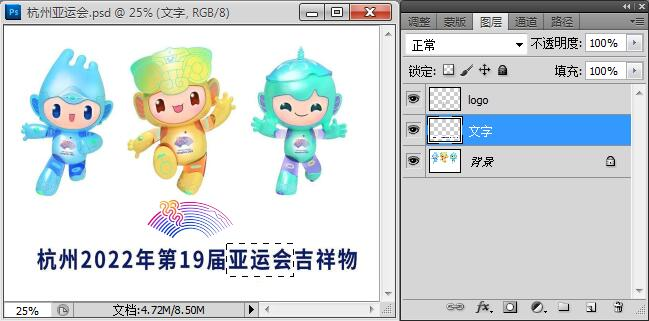 杭州亚运会.psd @ 25% (文字, RGB/8)
杭州2022年第19届亚运会吉祥物
25%
文档:4.72M/8.50M
调整 蒙版 图层 通道 路径
正常 不透明度: 100%
锁定: 填充: 100%
logo
文字
背景